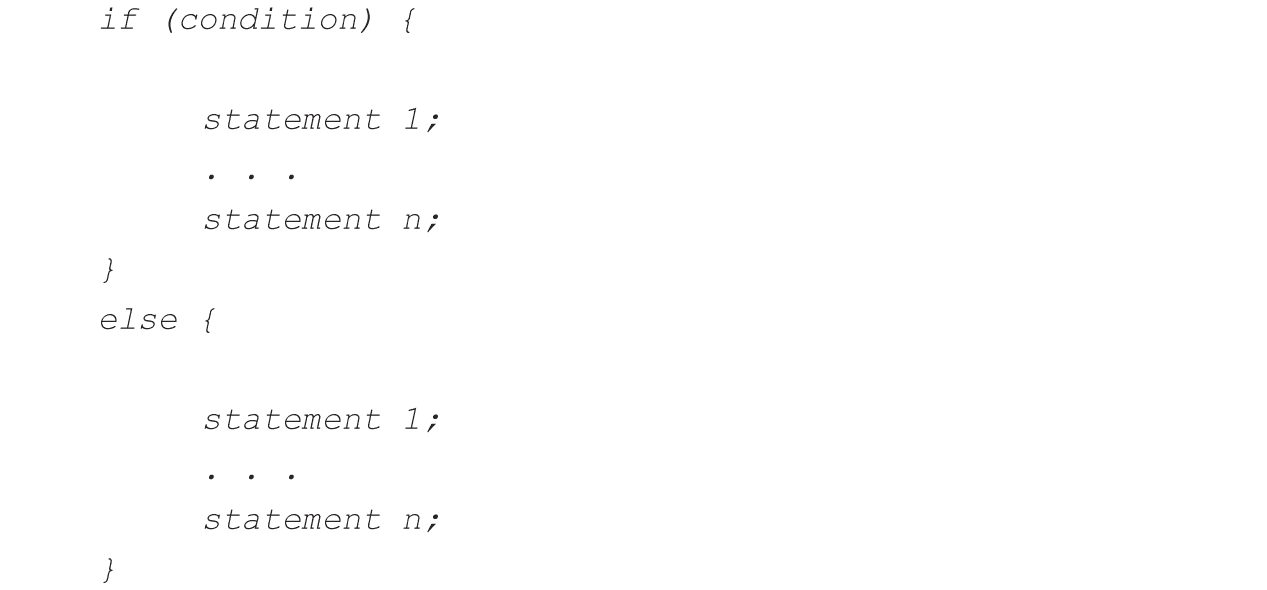 if (condition) {
statement 1;
. . .
statement n;
}
else {
statement 1;
. . .
statement n;
}